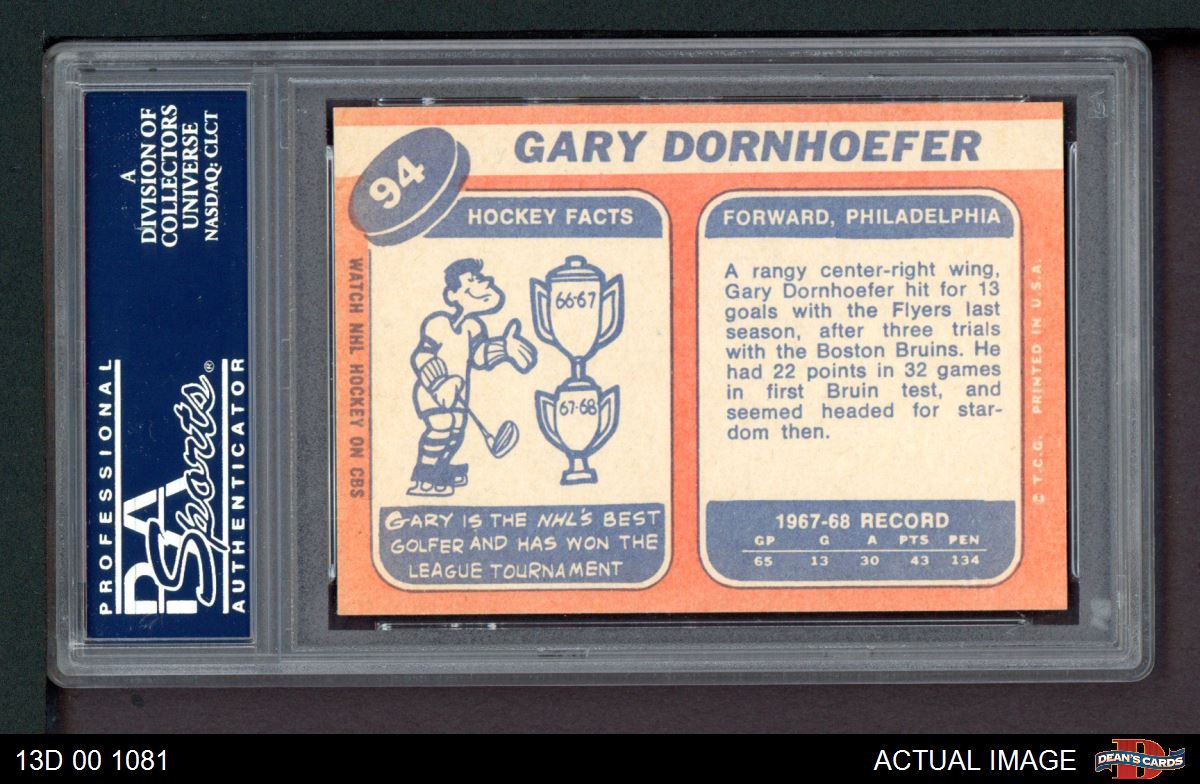 A
DIVISION OF
COLLECTORS
UNIVERSE
NASDAQ: CLCT
PROFESSIONAL
PSA
Sports®
AUTHENTICATOR
94
GARY DORNHOEFER
HOCKEY FACTS
WATCH NHL HOCKEY ON CBS
66-67
67-68
GARY IS THE NHL'S BEST
GOLFER AND HAS WON THE
LEAGUE TOURNAMENT
FORWARD, PHILADELPHIA
A rangy center-right wing,
Gary Dornhoefer hit for 13
goals with the Flyers last
season, after three trials
with the Boston Bruins. He
had 22 points in 32 games
in first Bruin test, and
seemed headed for star-
dom then.
1967-68 RECORD
GP G A PTS PEN
65 13 30 43 134
© T.C.G. PRINTED IN U.S.A.
13D 00 1081
ACTUAL IMAGE
D
DEAN'S CARDS